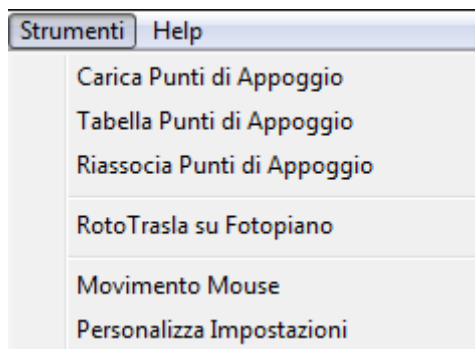 Strumenti Help
Carica Punti di Appoggio
Tabella Punti di Appoggio
Riassocia Punti di Appoggio
RotoTrasla su Fotopiano
Movimento Mouse
Personalizza Impostazioni